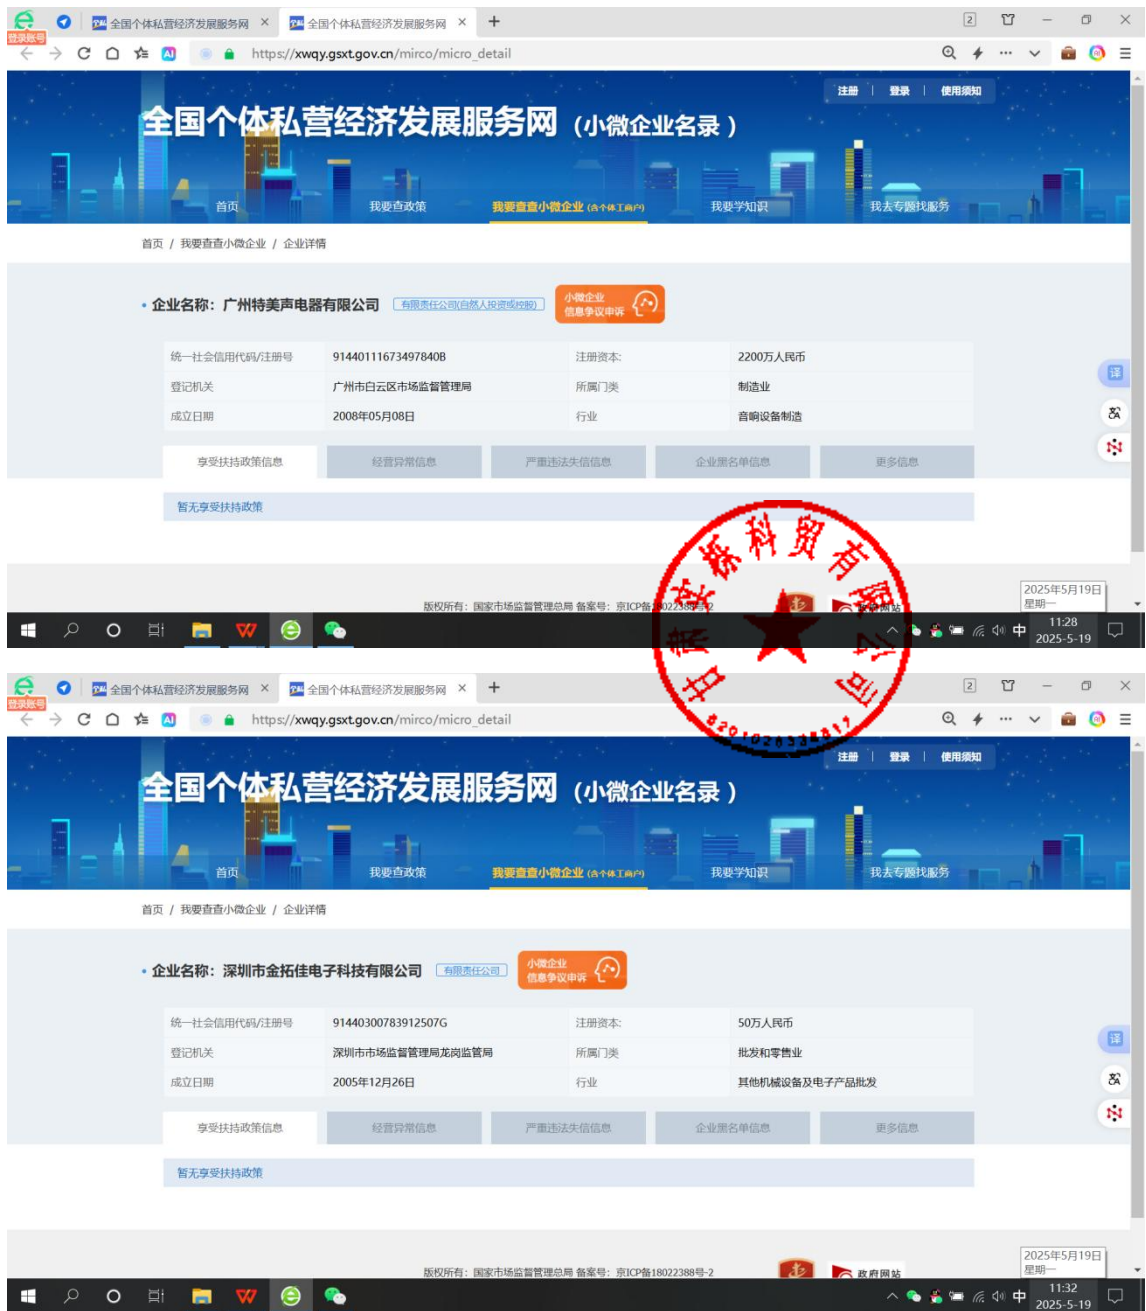 全国个体私营经济发展服务网 × 全国个体私营经济发展服务网 × + 2
登录账号
https://xwqy.gsxt.gov.cn/mirco/micro_detail
注册 | 登录 | 使用须知
全国个体私营经济发展服务网 (小微企业名录)
首页 我要查政策 我要查查小微企业 (含个体工商户) 我要学知识 我去专题找服务
首页 / 我要查查小微企业 / 企业详情
企业名称: 广州特美声电器有限公司 有限责任公司(自然人投资或控股) 小微企业信息争议申诉
统一社会信用代码/注册号 91440111673497840B 注册资本: 2200万人民币
登记机关 广州市白云区市场监督管理局 所属门类 制造业
成立日期 2008年05月08日 行业 音响设备制造
享受扶持政策信息 经营异常信息 严重违法失信信息 企业黑名单信息 更多信息
暂无享受扶持政策
版权所有: 国家市场监督管理总局 备案号: 京ICP备18022388号-2 政府网站
2025年5月19日
星期一
中 11:28
2025-5-19
科贸有限公司
全国个体私营经济发展服务网 × 全国个体私营经济发展服务网 × + 2
登录账号
https://xwqy.gsxt.gov.cn/mirco/micro_detail
注册 | 登录 | 使用须知
全国个体私营经济发展服务网 (小微企业名录)
首页 我要查政策 我要查查小微企业 (含个体工商户) 我要学知识 我去专题找服务
首页 / 我要查查小微企业 / 企业详情
企业名称: 深圳市金拓佳电子科技有限公司 有限责任公司 小微企业信息争议申诉
统一社会信用代码/注册号 91440300783912507G 注册资本: 50万人民币
登记机关 深圳市市场监督管理局龙岗监管局 所属门类 批发和零售业
成立日期 2005年12月26日 行业 其他机械设备及电子产品批发
享受扶持政策信息 经营异常信息 严重违法失信信息 企业黑名单信息 更多信息
暂无享受扶持政策
版权所有: 国家市场监督管理总局 备案号: 京ICP备18022388号-2 政府网站
2025年5月19日
星期一
中 11:32
2025-5-19